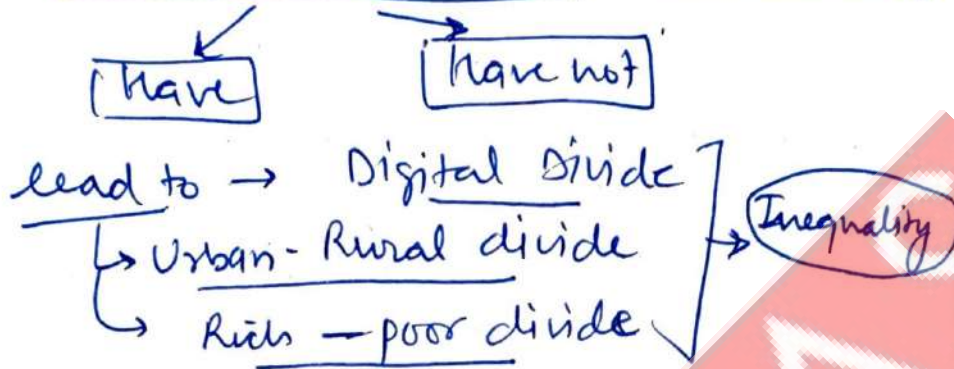 Have Have not
lead to → Digital Divide
→ Urban - Rural divide → Inequality
→ Rich - poor divide